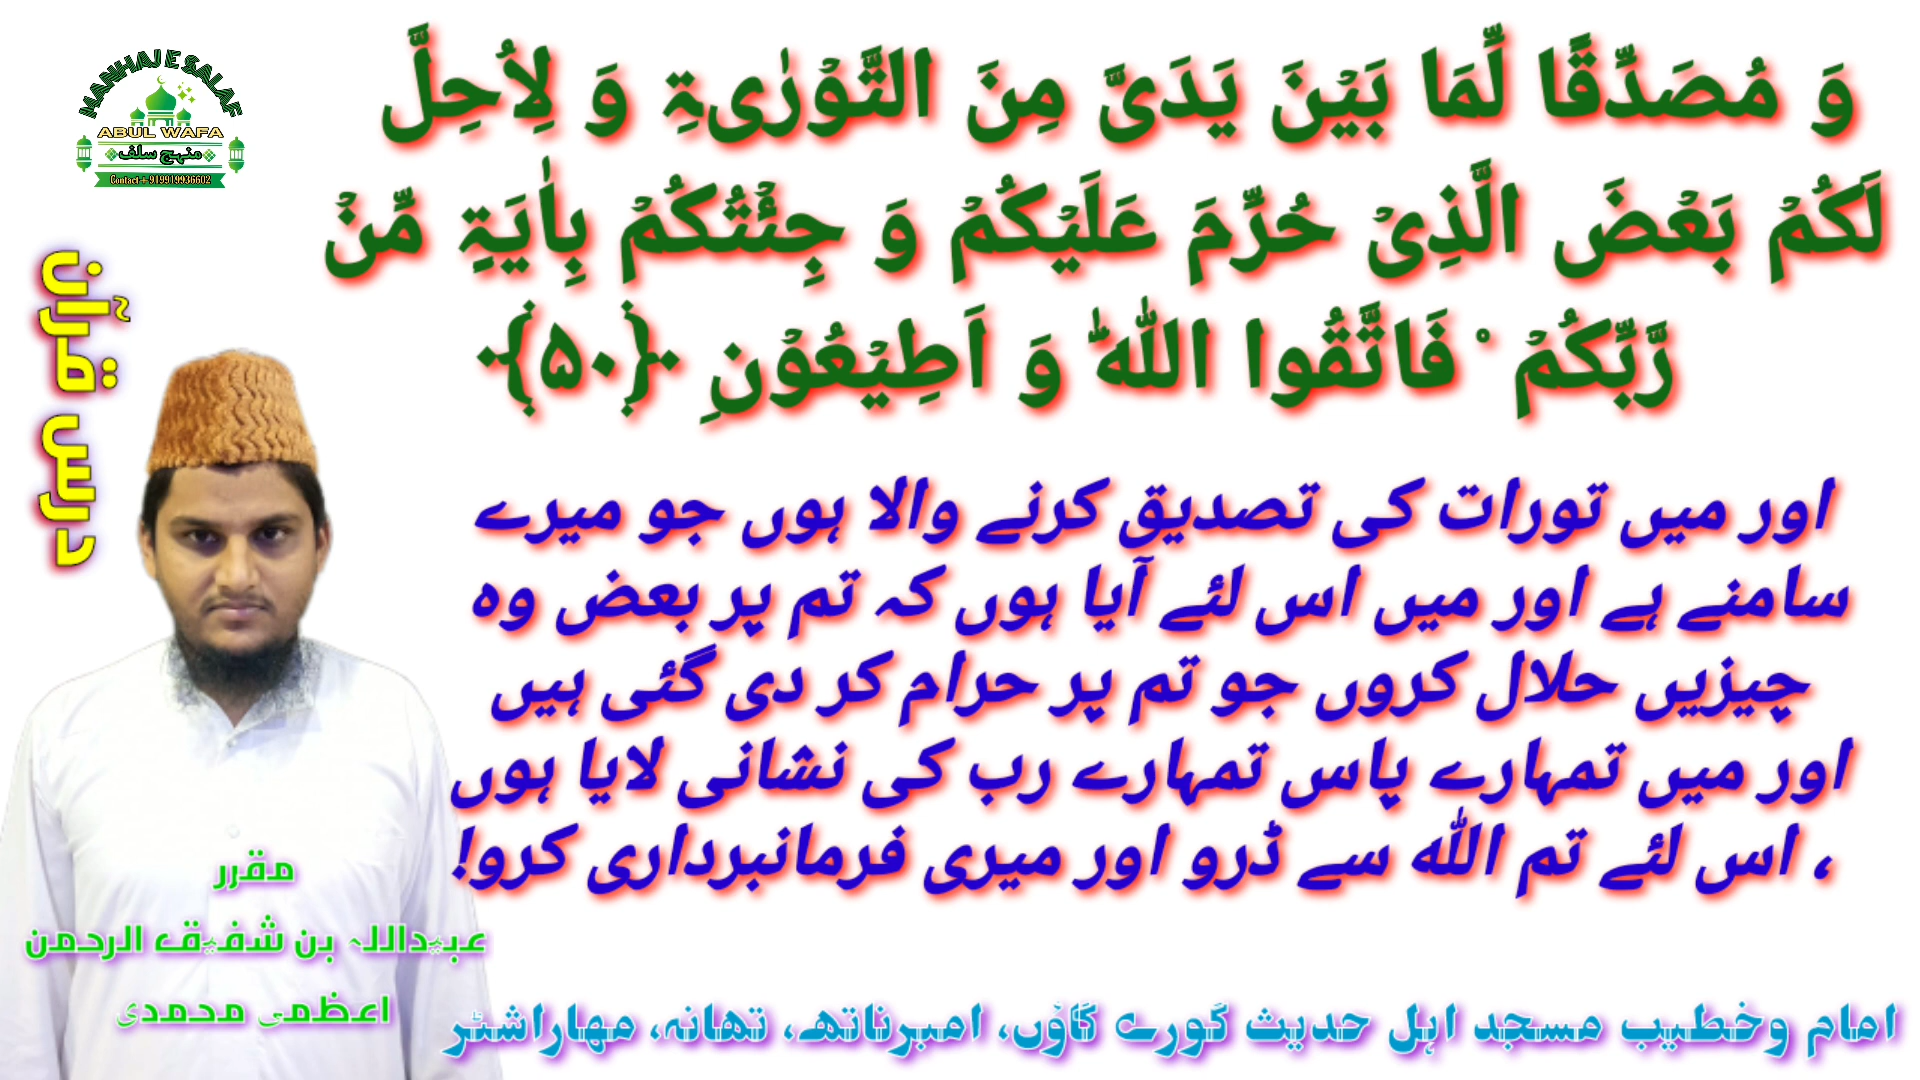 MANHAJ E SALAF
ABUL WAFA
منہج سلف
Contact:+919919936602
وَ مُصَدِّقًا لِّمَا بَیۡنَ یَدَیَّ مِنَ التَّوۡرٰىۃِ وَ لِاُحِلَّ
لَکُمۡ بَعۡضَ الَّذِیۡ حُرِّمَ عَلَیۡکُمۡ وَ جِئۡتُکُمۡ بِاٰیَۃٍ مِّنۡ
رَّبِّکُمۡ ۟ فَاتَّقُوا اللّٰہَ وَ اَطِیۡعُوۡنِ ﴿۵۰﴾
درس قرآن
اور میں تورات کی تصدیق کرنے والا ہوں جو میرے
سامنے ہے اور میں اس لئے آیا ہوں کہ تم پر بعض وہ
چیزیں حلال کروں جو تم پر حرام کر دی گئی ہیں
اور میں تمہارے پاس تمہارے رب کی نشانی لایا ہوں
، اس لئے تم اللہ سے ڈرو اور میری فرمانبرداری کرو!
مقرر
عبیداللہ بن شفیق الرحمن
اعظمی محمدی
امام وخطیب مسجد اہل حدیث گورے گاؤں، امبرناتھ، تھانہ، مہاراشٹر